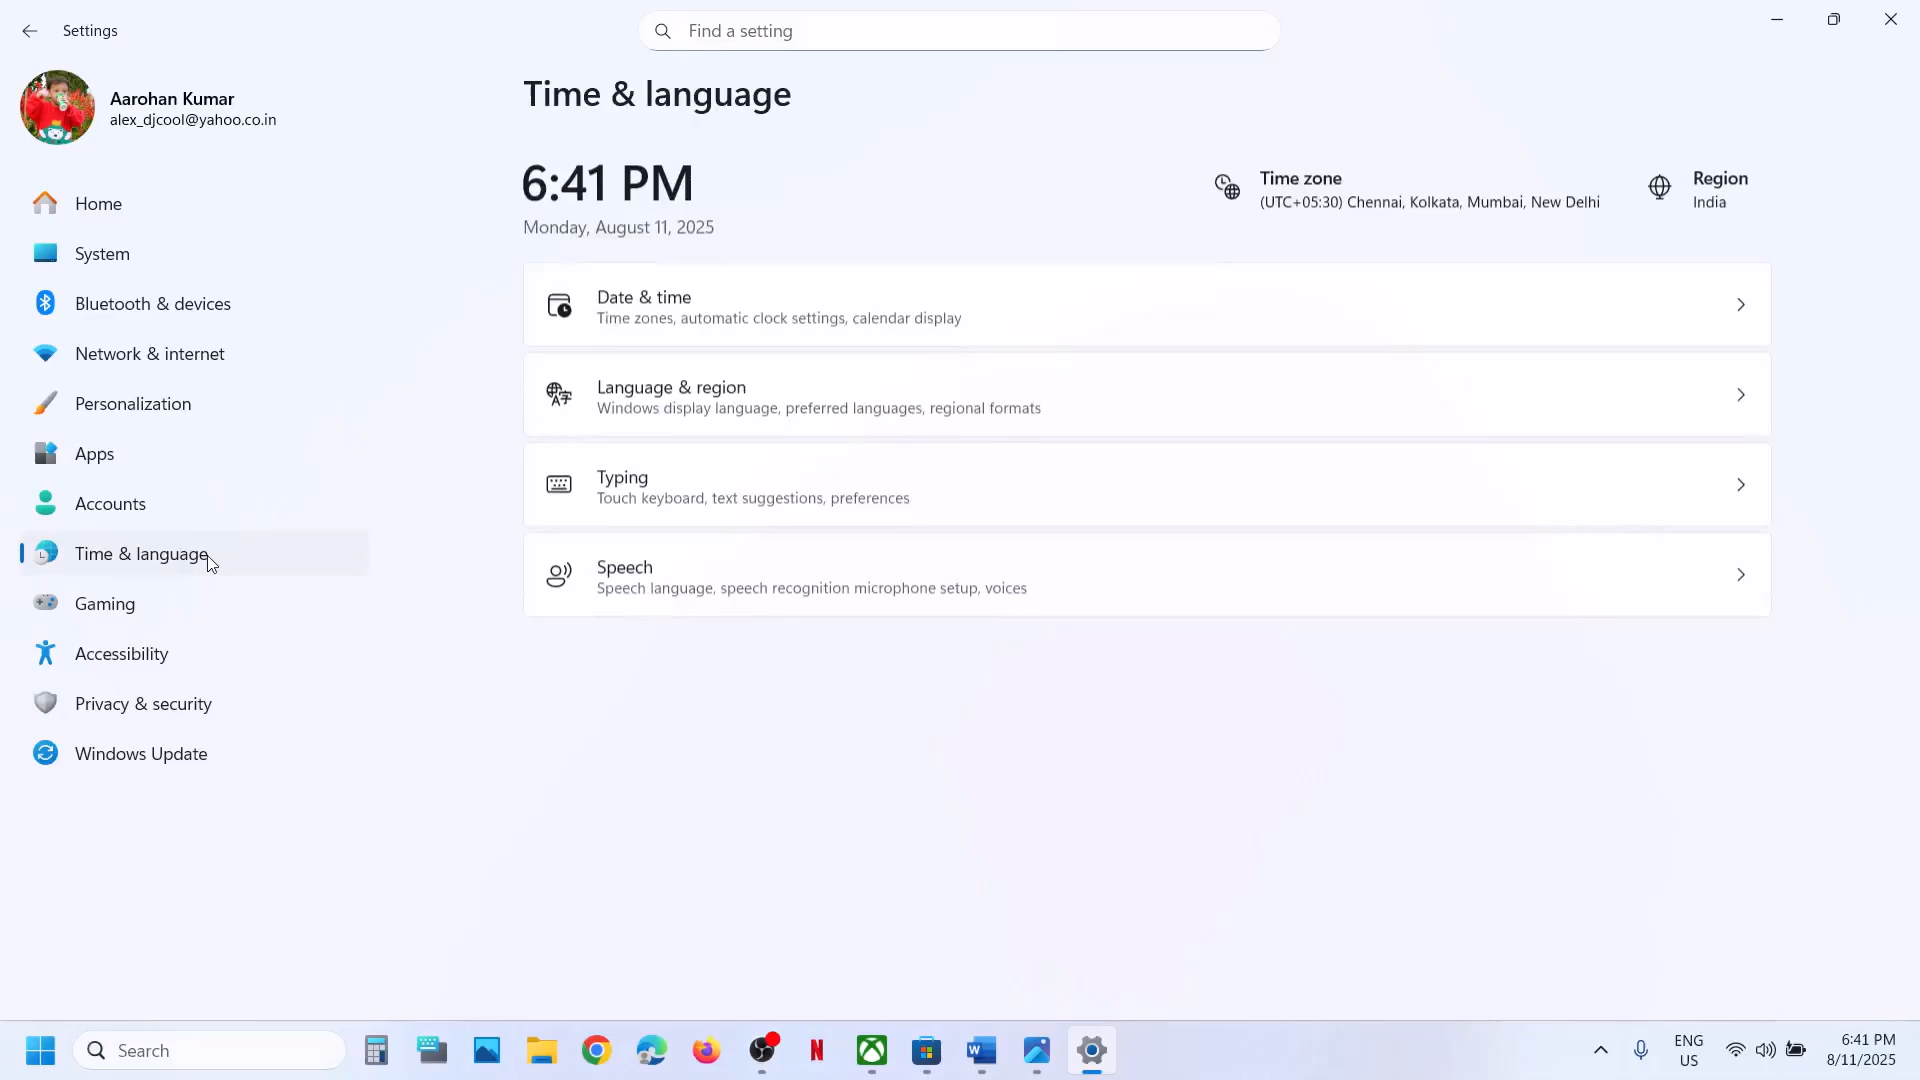 Settings
Find a setting
Aarohan Kumar
alex_djcool@yahoo.co.in
Home
System
Bluetooth & devices
Network & internet
Personalization
Apps
Accounts
Time & language
Gaming
Accessibility
Privacy & security
Windows Update
Time & language
6:41 PM
Monday, August 11, 2025
Time zone
(UTC+05:30) Chennai, Kolkata, Mumbai, New Delhi
Region
India
Date & time
Time zones, automatic clock settings, calendar display
Language & region
Windows display language, preferred languages, regional formats
Typing
Touch keyboard, text suggestions, preferences
Speech
Speech language, speech recognition microphone setup, voices
Search
ENG
US
6:41 PM
8/11/2025